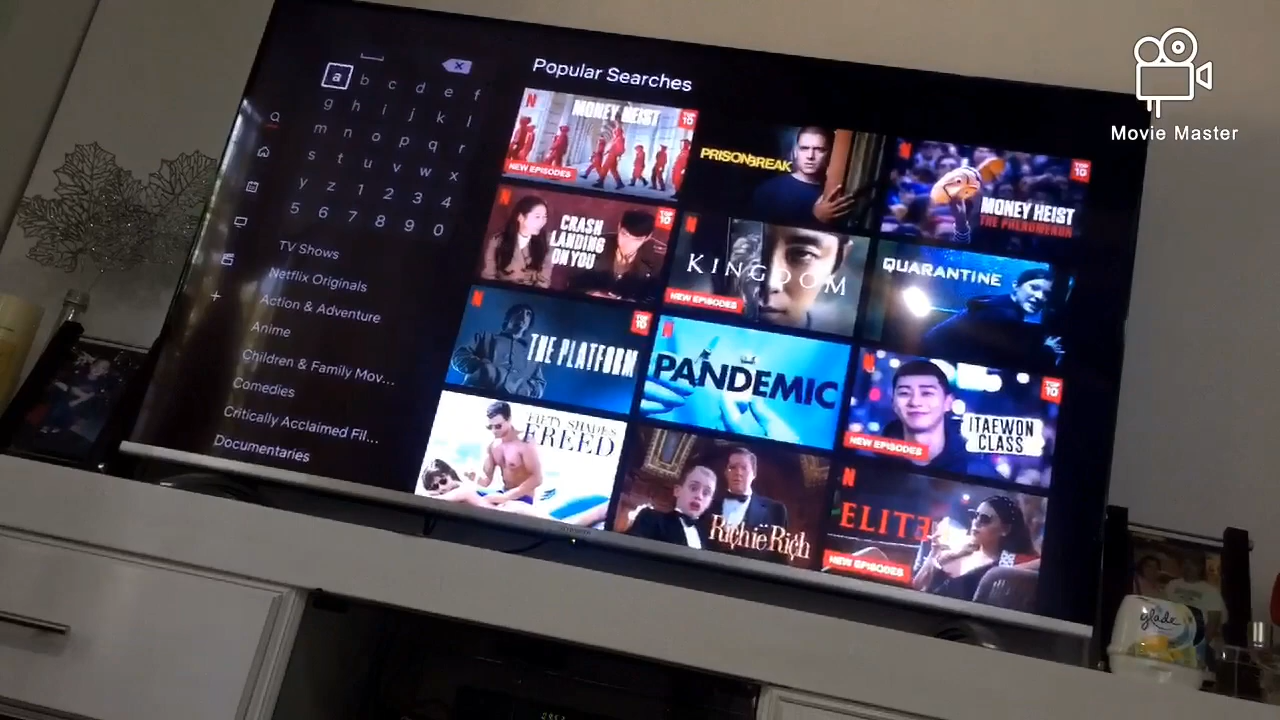 Movie Master
Popular Searches
a b c d e f
g h i j k l
m n o p q r
s t u v w x
y z 1 2 3 4
5 6 7 8 9 0
TV Shows
Netflix Originals
Action & Adventure
Anime
Children & Family Mov...
Comedies
Critically Acclaimed Fil...
Documentaries
N
MONEY HEIST
TOP 10
NEW EPISODES
PRISON BREAK
N
TOP 10
MONEY HEIST
THE PHENOMENON
N
TOP 10
CRASH
LANDING
ON YOU
N
KINGDOM
NEW EPISODES
QUARANTINE
N
TOP 10
THE PLATFORM
N
PANDEMIC
N
TOP 10
ITAEWON
CLASS
NEW EPISODES
FIFTY SHADES
FREED
Richie Rich
N
ELITE
NEW EPISODES
glade